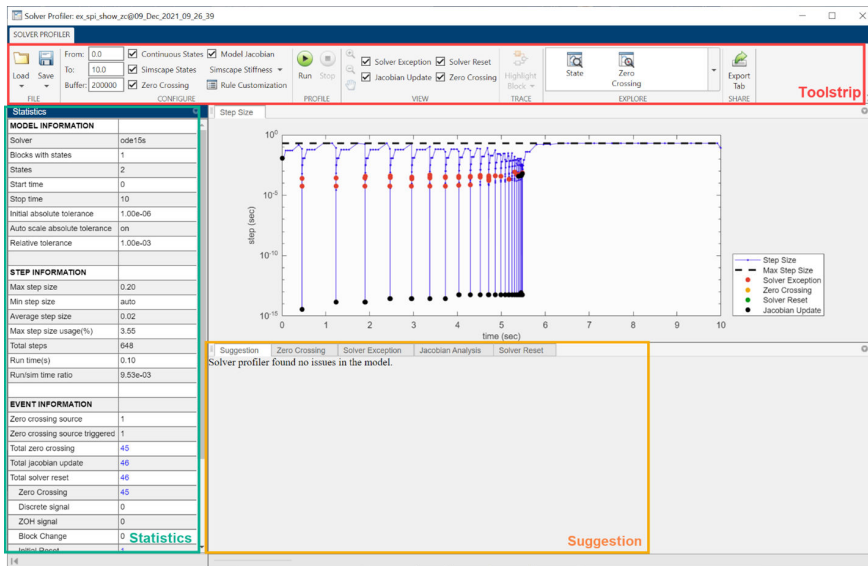 Solver Profiler: ex_spi_show_zc@09_Dec_2021_09_26_39
SOLVER PROFILER
Load Save
FILE
From: 0.0
To: 10.0
Buffer: 200000
Continuous States
Simscape States
Zero Crossing
Model Jacobian
Simscape Stiffness
Rule Customization
CONFIGURE
Run Stop
PROFILE
Solver Exception Solver Reset
Jacobian Update Zero Crossing
VIEW
Highlight
Block
TRACE
State
Zero
Crossing
EXPLORE
Export
Tab
SHARE
Toolstrip
Statistics
MODEL INFORMATION
Solver ode15s
Blocks with states 1
States 2
Start time 0
Stop time 10
Initial absolute tolerance 1.00e-06
Auto scale absolute tolerance on
Relative tolerance 1.00e-03
STEP INFORMATION
Max step size 0.20
Min step size auto
Average step size 0.02
Max step size usage(%) 3.55
Total steps 648
Run time(s) 0.10
Run/sim time ratio 9.53e-03
EVENT INFORMATION
Zero crossing source 1
Zero crossing source triggered 1
Total zero crossing 45
Total jacobian update 46
Total solver reset 46
Zero Crossing 45
Discrete signal 0
ZOH signal 0
Block Change 0
Initial Reset 1
Statistics
Step Size
10^0
10^-5
10^-10
10^-15
step (sec)
0 1 2 3 4 5 6 7 8 9 10
time (sec)
Step Size
Max Step Size
Solver Exception
Zero Crossing
Solver Reset
Jacobian Update
Suggestion Zero Crossing Solver Exception Jacobian Analysis Solver Reset
Solver profiler found no issues in the model.
Suggestion